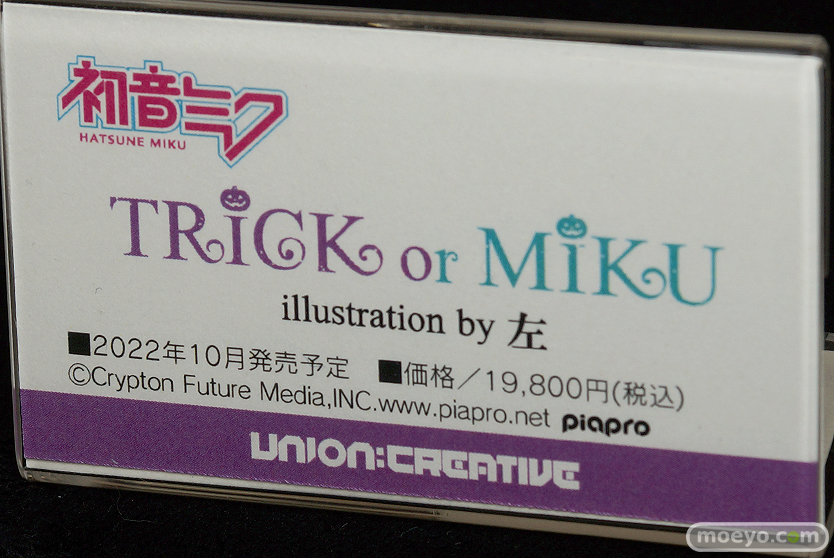 初音ミク
HATSUNE MIKU
TRiCK or MiKU
illustration by 左
■2022年10月発売予定 ■価格／19,800円(税込)
©Crypton Future Media,INC.www.piapro.net piapro
UNION:CREATIVE
moeyo.com